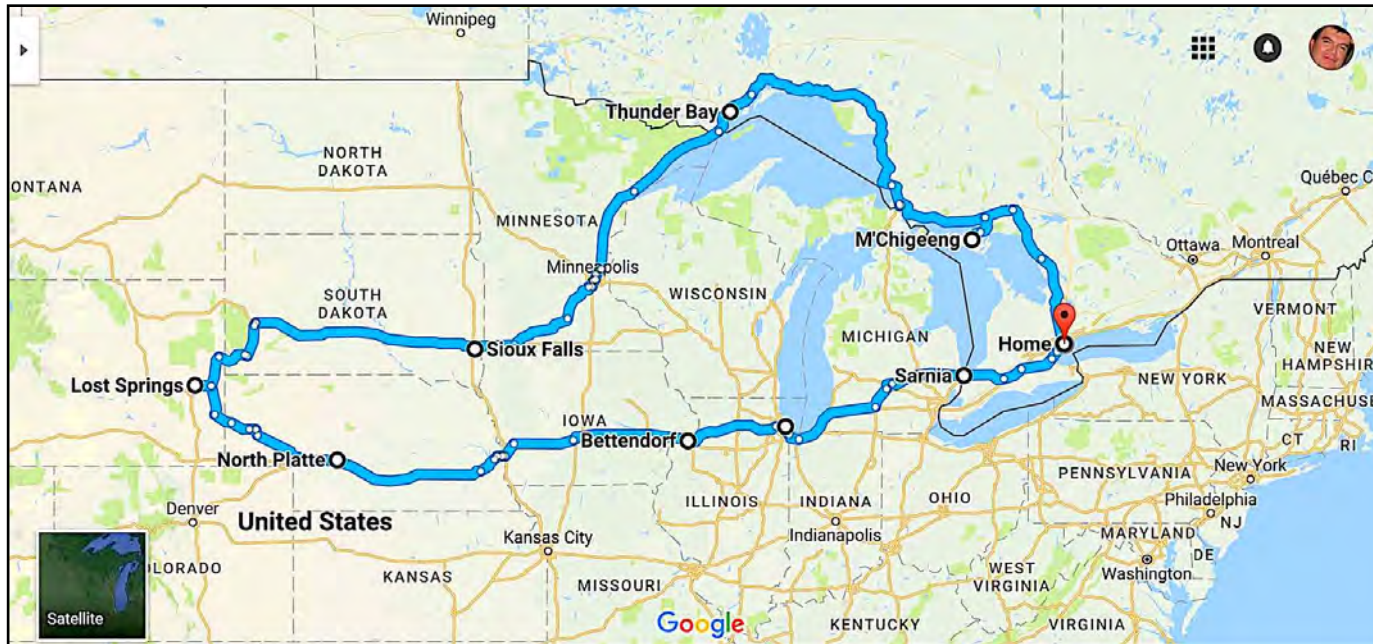 Winnipeg
Thunder Bay
NORTH
DAKOTA
ONTANA
MINNESOTA
Québec C
M'Chigeeng
Ottawa
Montreal
Minneapolis
WISCONSIN
SOUTH
DAKOTA
VERMONT
MICHIGAN
Home
Sioux Falls
NEW
HAMPSHIR
Lost Springs
Sarnia
NEW YORK
MASSACHUSE
IOWA
Bettendorf
CT
RI
North Platte
PENNSYLVANIA
New York
ILLINOIS
INDIANA
OHIO
Philadelphia
Denver
United States
Indianapolis
NJ
Kansas City
MARYLAND
DE
OLORADO
KANSAS
MISSOURI
WEST
VIRGINIA
Washington
Satellite
Google
KENTUCKY
VIRGINIA